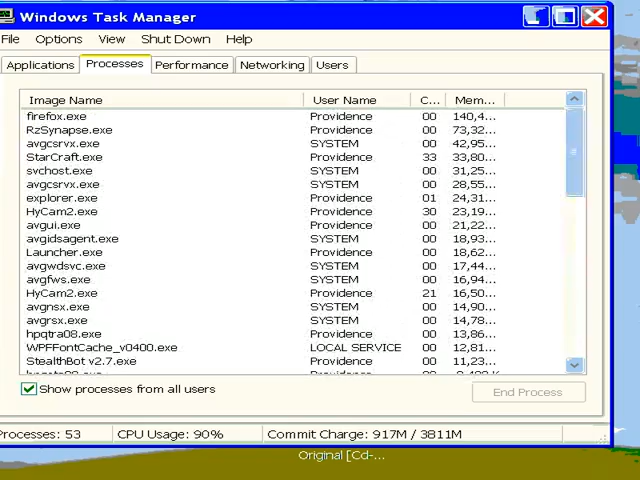 Windows Task Manager
File Options View Shut Down Help
Applications Processes Performance Networking Users
Image Name User Name C... Mem...
firefox.exe Providence 00 140,4...
RzSynapse.exe Providence 00 73,32...
avgcsrvx.exe SYSTEM 00 42,95...
StarCraft.exe Providence 33 33,80...
svchost.exe SYSTEM 00 31,25...
avgcsrvx.exe SYSTEM 00 28,55...
explorer.exe Providence 01 24,31...
HyCam2.exe Providence 30 23,19...
avgui.exe Providence 00 21,22...
avgidsagent.exe SYSTEM 00 18,93...
Launcher.exe Providence 00 18,62...
avgwdsvc.exe SYSTEM 00 17,44...
avgfws.exe SYSTEM 00 16,94...
HyCam2.exe Providence 21 16,50...
avgnsx.exe SYSTEM 00 14,90...
avgrsx.exe SYSTEM 00 14,78...
hpqtra08.exe Providence 00 13,86...
WPFFontCache_v0400.exe LOCAL SERVICE 00 12,81...
StealthBot v2.7.exe Providence 00 11,23...
Show processes from all users
End Process
Processes: 53 CPU Usage: 90% Commit Charge: 917M / 3811M
Original [Cd-...